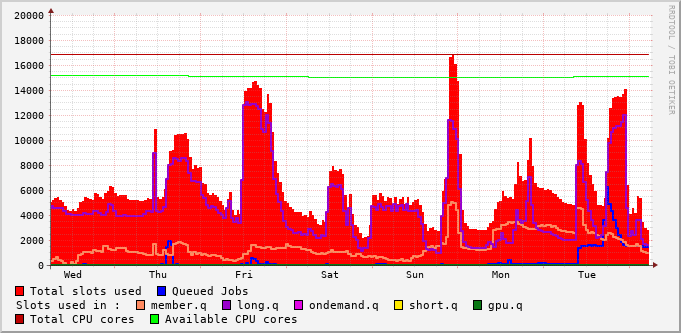 RRDTOOL / TOBI OETIKER
20000
18000
16000
14000
12000
10000
8000
6000
4000
2000
0
Wed Thu Fri Sat Sun Mon Tue
Total slots used Queued Jobs
Slots used in : member.q long.q ondemand.q short.q gpu.q
Total CPU cores Available CPU cores